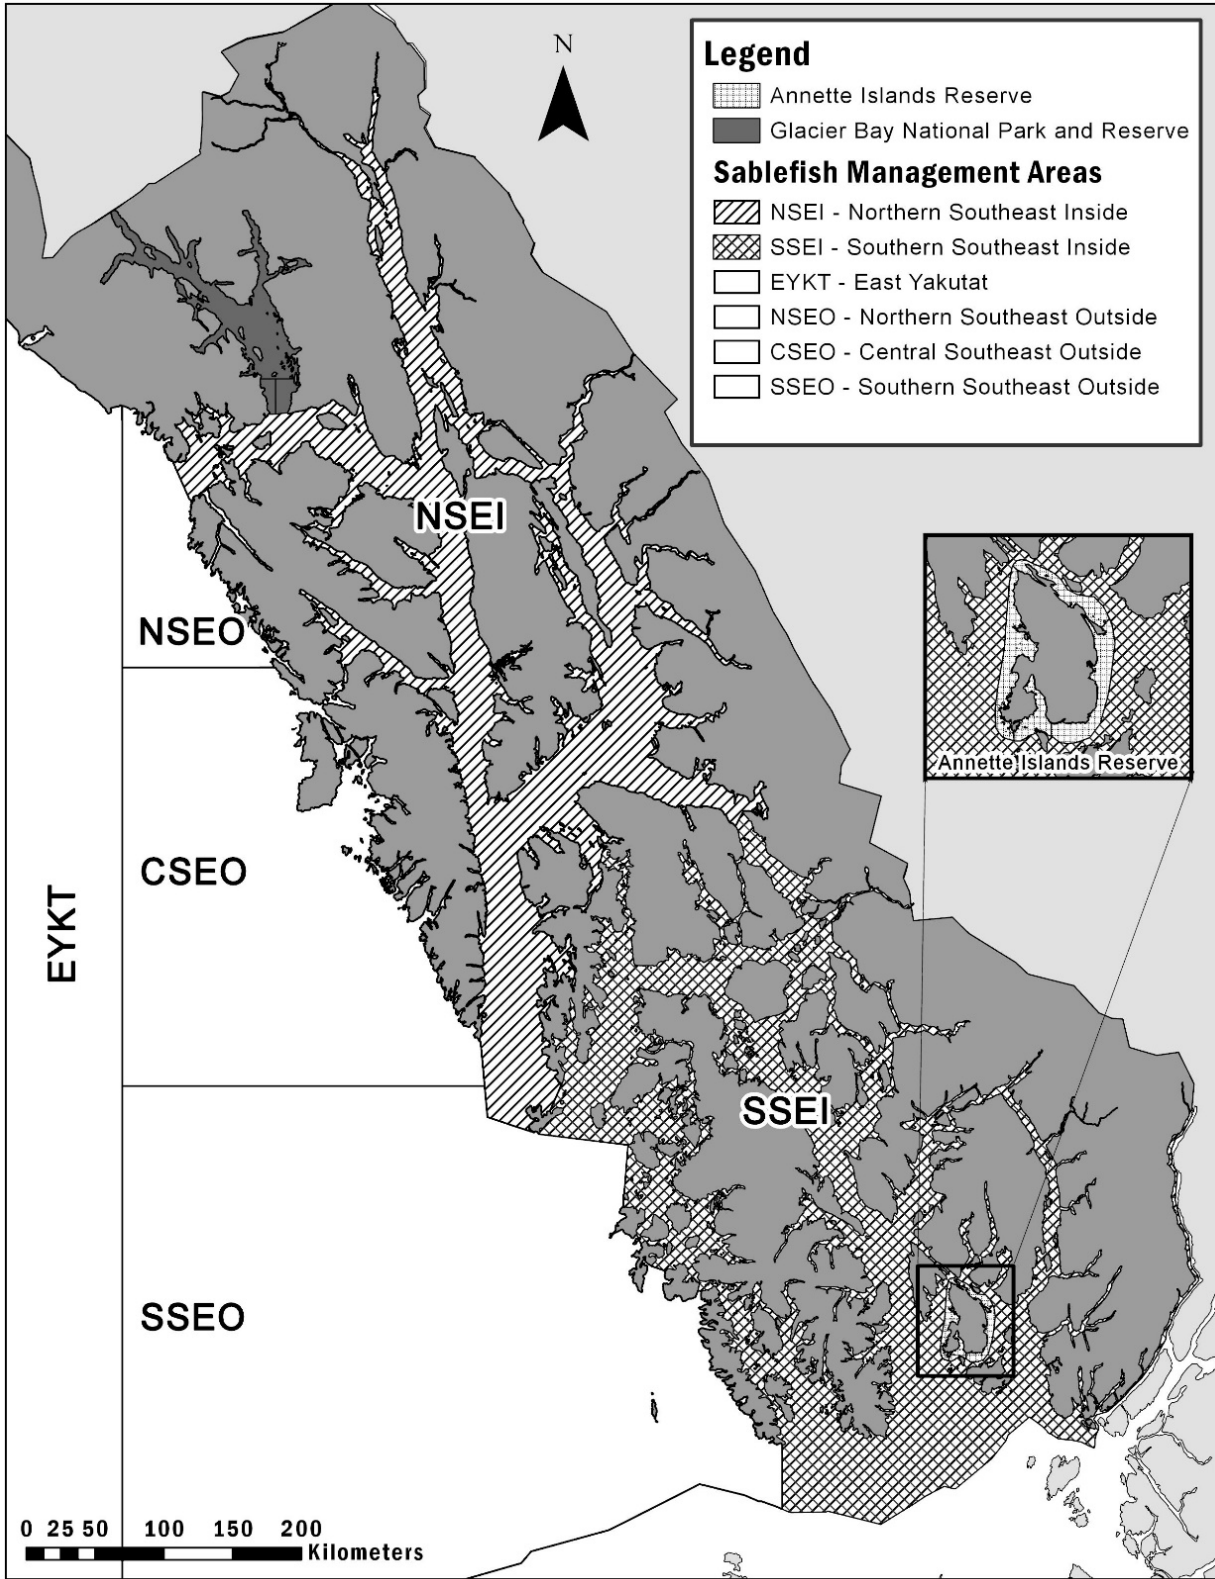 N
Legend
Annette Islands Reserve
Glacier Bay National Park and Reserve
Sablefish Management Areas
NSEI - Northern Southeast Inside
SSEI - Southern Southeast Inside
EYKT - East Yakutat
NSEO - Northern Southeast Outside
CSEO - Central Southeast Outside
SSEO - Southern Southeast Outside
NSEI
NSEO
Annette Islands Reserve
CSEO
EYKT
SSEI
SSEO
0 25 50 100 150 200
Kilometers